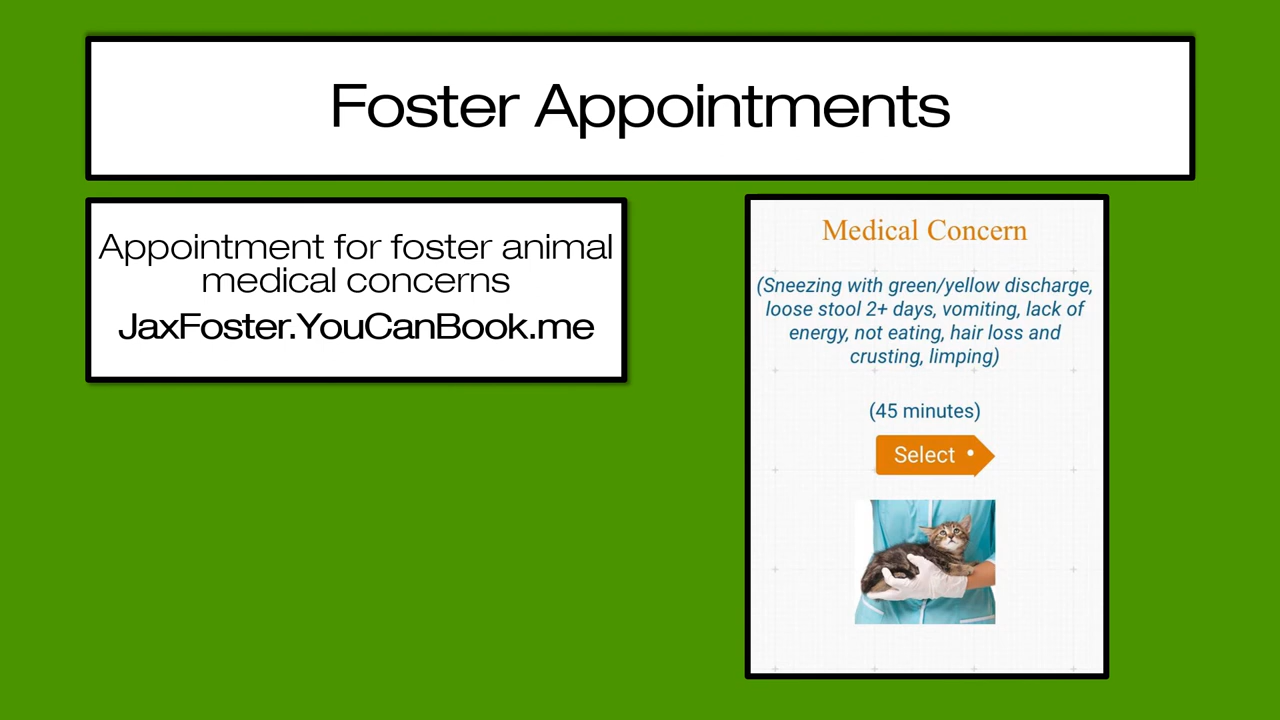 Foster Appointments
Appointment for foster animal
medical concerns
JaxFoster.YouCanBook.me
Medical Concern
(Sneezing with green/yellow discharge,
loose stool 2+ days, vomiting, lack of
energy, not eating, hair loss and
crusting, limping)
(45 minutes)
Select